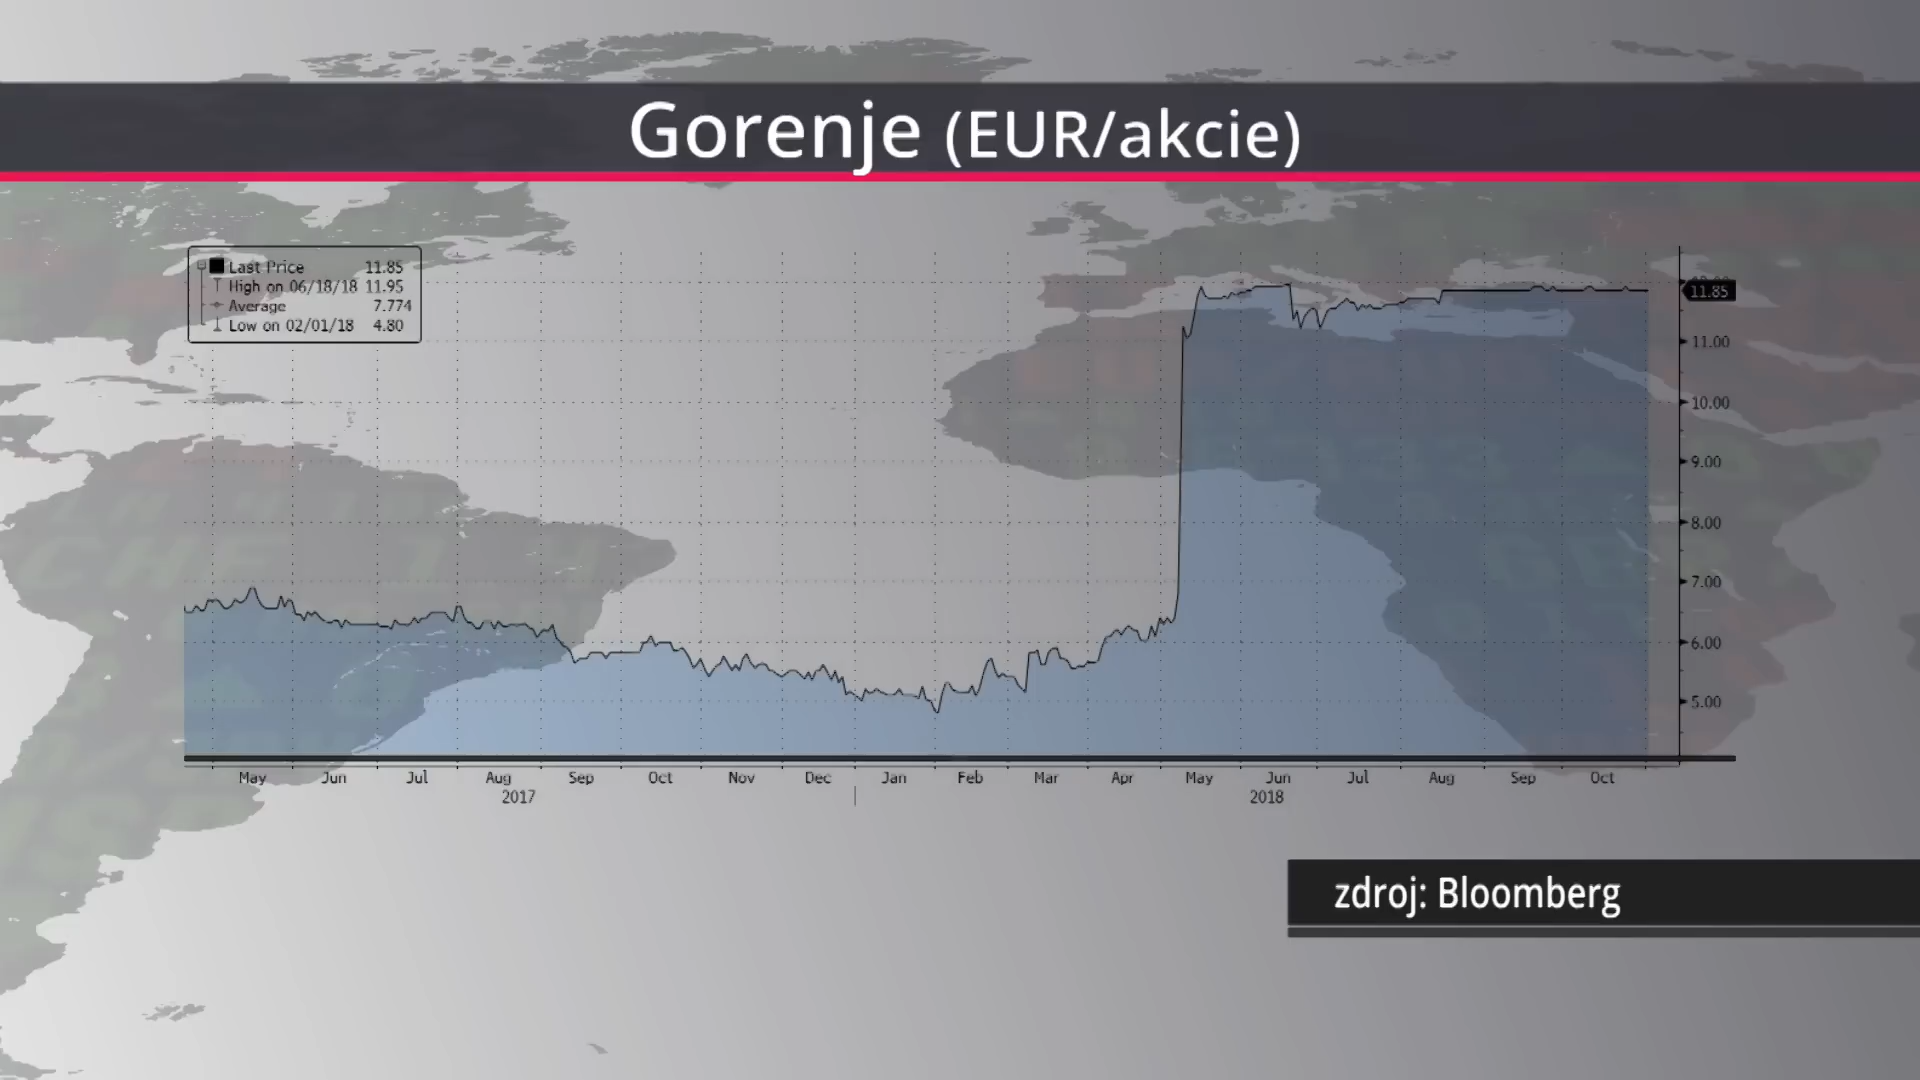 Gorenje (EUR/akcie)
Last Price 11.85
High on 06/18/18 11.95
Average 7.774
Low on 02/01/18 4.80
11.85
11.00
10.00
9.00
8.00
7.00
6.00
5.00
May Jun Jul Aug Sep Oct Nov Dec Jan Feb Mar Apr May Jun Jul Aug Sep Oct
2017 2018
zdroj: Bloomberg